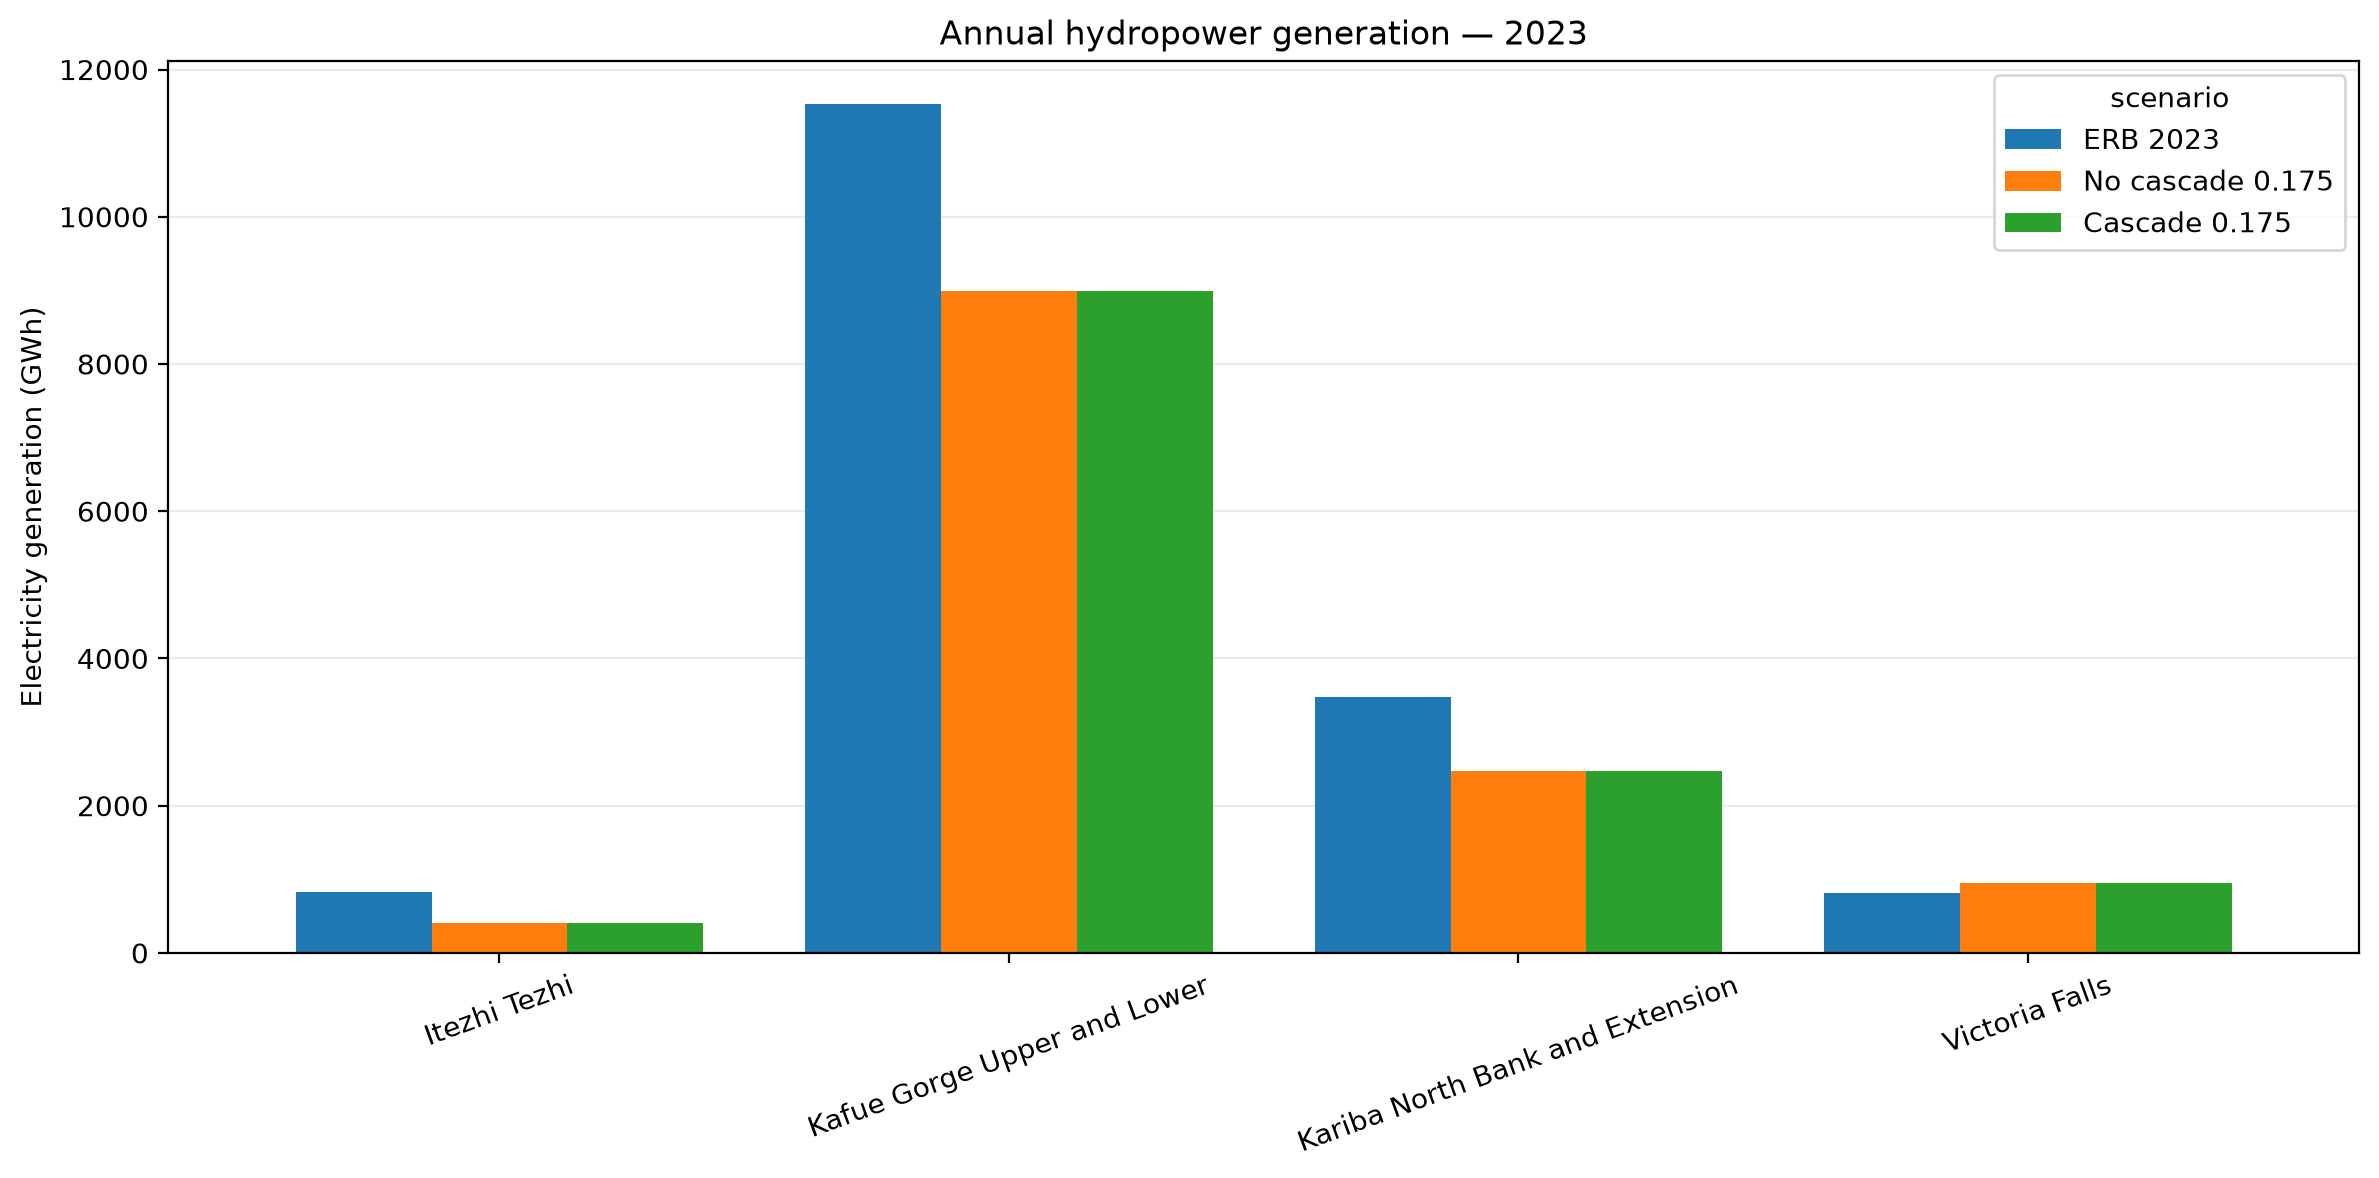 Annual hydropower generation — 2023
Electricity generation (GWh)
12000
10000
8000
6000
4000
2000
0
scenario
ERB 2023
No cascade 0.175
Cascade 0.175
Itezhi Tezhi
Kafue Gorge Upper and Lower
Kariba North Bank and Extension
Victoria Falls